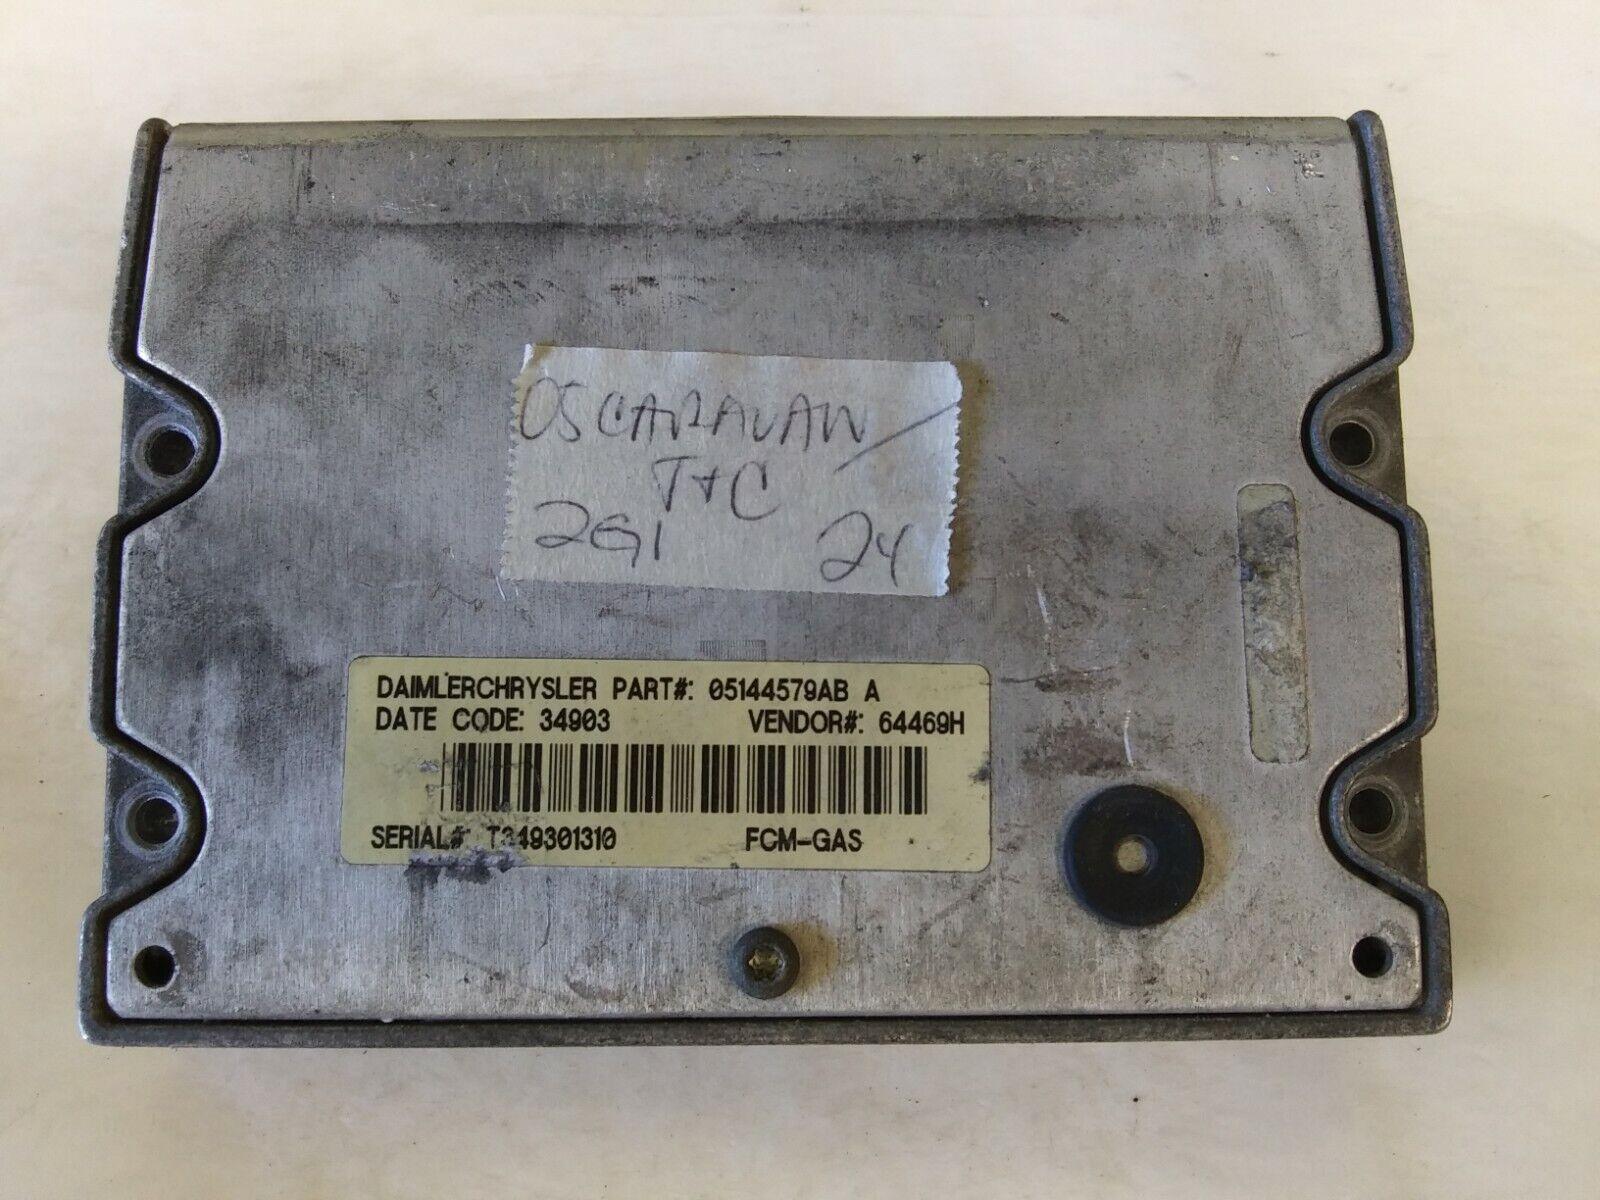 05 CARAVAN/
T+C
2G1 24
DAIMLERCHRYSLER PART#: 05144579AB A
DATE CODE: 34903 VENDOR#: 64469H
SERIAL#: T349301310 FCM-GAS